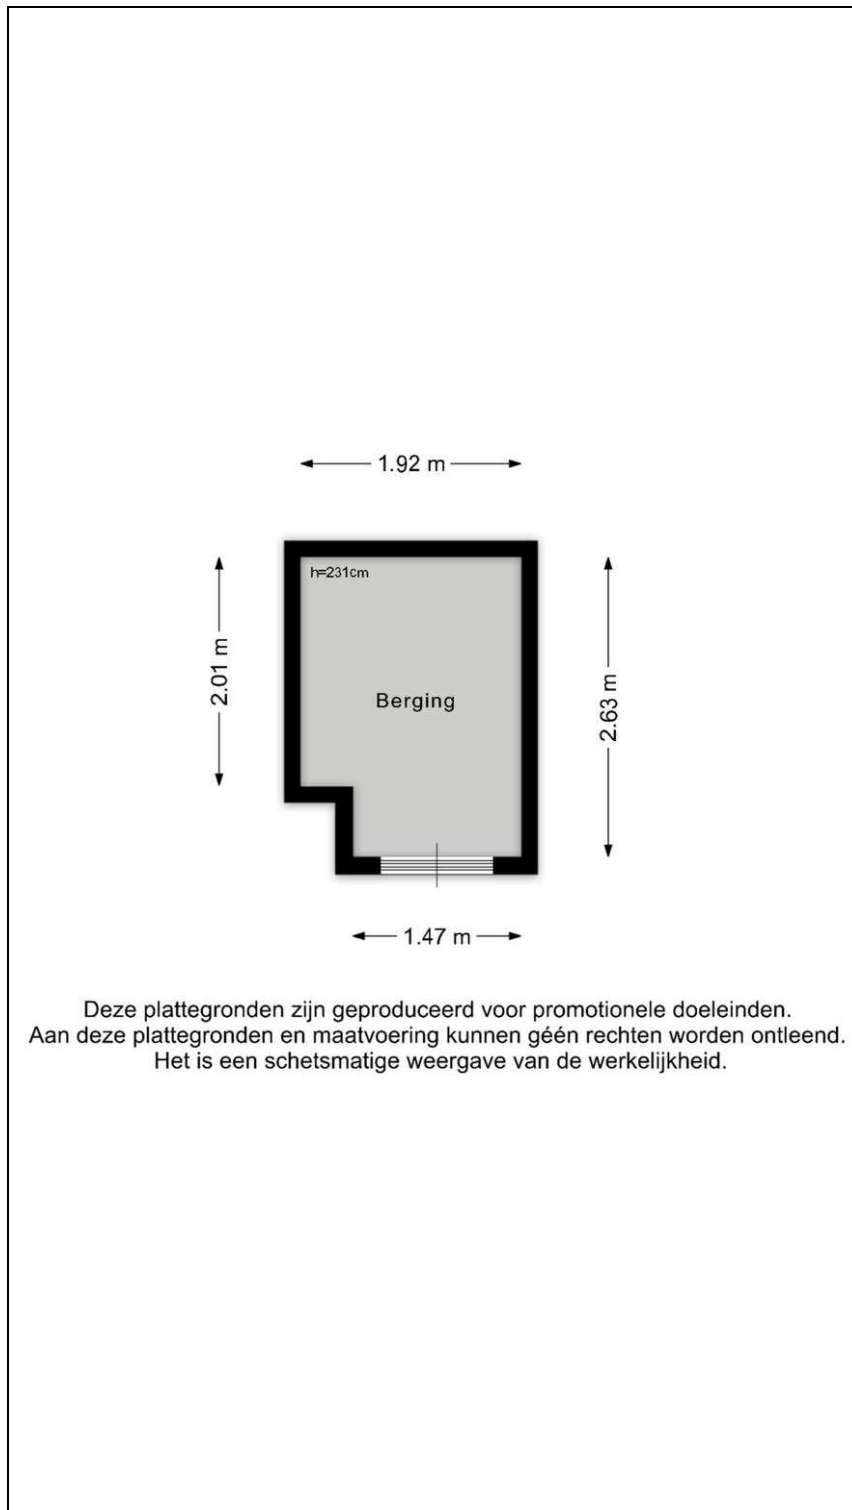 1.92 m
h=231cm
2.01 m
Berging
2.63 m
1.47 m
Deze plattegronden zijn geproduceerd voor promotionele doeleinden.
Aan deze plattegronden en maatvoering kunnen géén rechten worden ontleend.
Het is een schetsmatige weergave van de werkelijkheid.